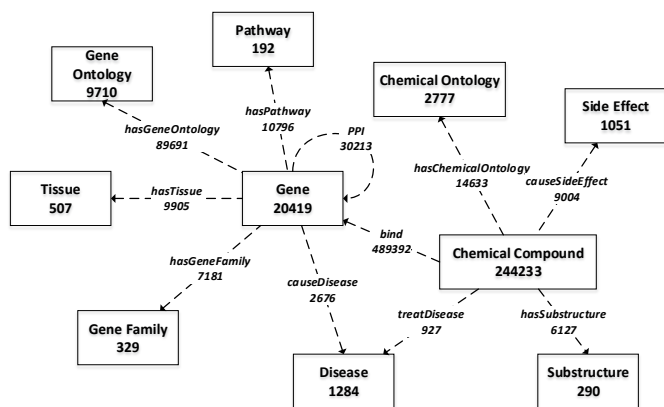 Pathway
192
Gene
Ontology
9710
Chemical Ontology
2777
Side Effect
1051
hasPathway
10796
PPI
30213
hasGeneOntology
89691
hasChemicalOntology
14633
causeSideEffect
9004
Tissue
507
hasTissue
9905
Gene
20419
bind
489392
Chemical Compound
244233
hasGeneFamily
7181
causeDisease
2676
treatDisease
927
hasSubstructure
6127
Gene Family
329
Disease
1284
Substructure
290